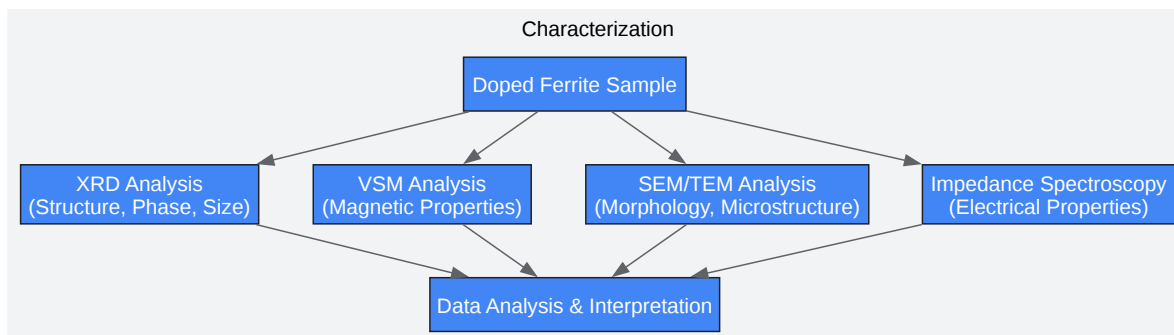 Characterization
Doped Ferrite Sample
XRD Analysis
(Structure, Phase, Size)
VSM Analysis
(Magnetic Properties)
SEM/TEM Analysis
(Morphology, Microstructure)
Impedance Spectroscopy
(Electrical Properties)
Data Analysis & Interpretation